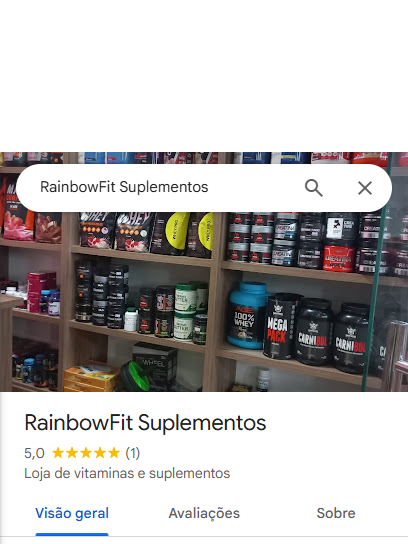 RainbowFit Suplementos
100%
WHEY
MEGA
PACK
CARNIBOL
CARNIBOL
RainbowFit Suplementos
5,0 ★★★★★ (1)
Loja de vitaminas e suplementos
Visão geral Avaliações Sobre